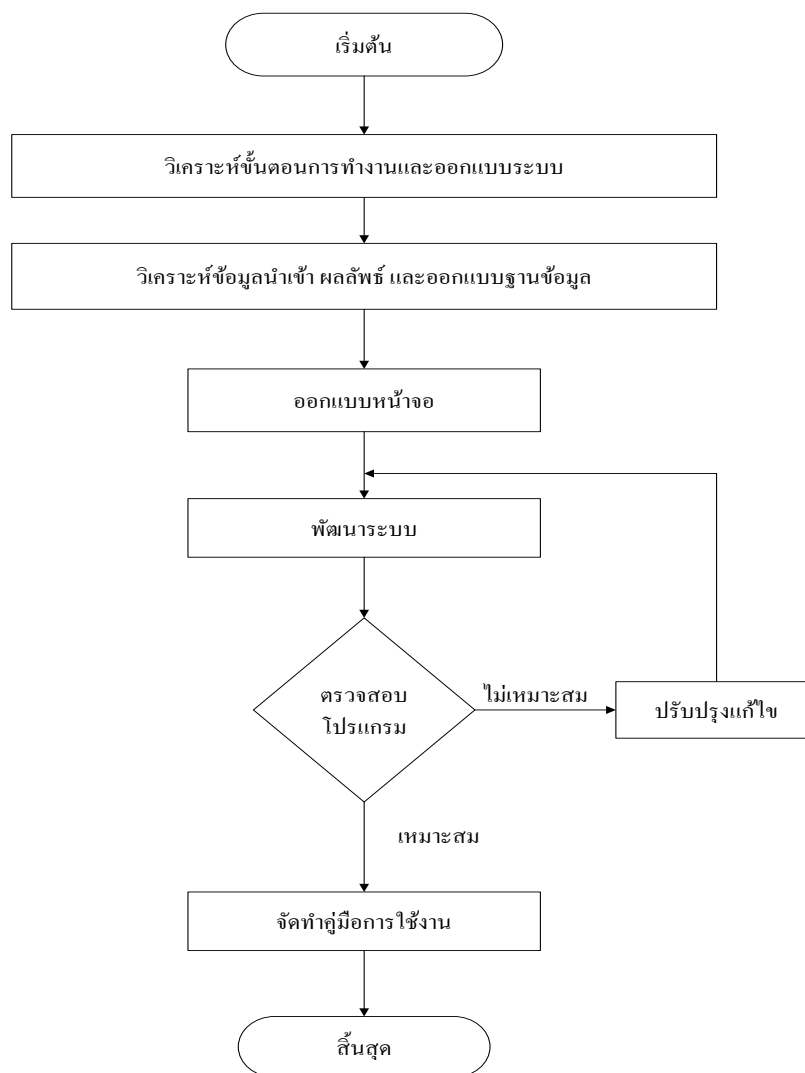 เริ่มต้น
วิเคราะห์ขั้นตอนการทำงานและออกแบบระบบ
วิเคราะห์ข้อมูลนำเข้า ผลลัพธ์ และออกแบบฐานข้อมูล
ออกแบบหน้าจอ
พัฒนาระบบ
ตรวจสอบ
โปรแกรม
ไม่เหมาะสม
ปรับปรุงแก้ไข
เหมาะสม
จัดทำคู่มือการใช้งาน
สิ้นสุด